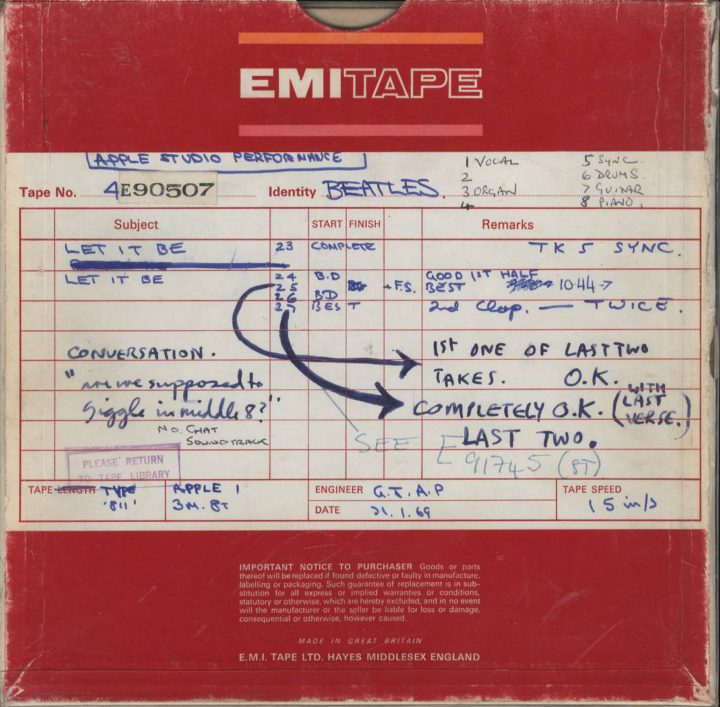 EMITAPE
APPLE STUDIO PERFORMANCE
1 VOCAL 5 SYNC.
2 6 DRUMS.
3 ORGAN 7 GUITAR
4 8 PIANO.
Tape No. 4E90507 Identity BEATLES.
Subject START FINISH Remarks
LET IT BE 23 COMPLETE TK 5 SYNC.
LET IT BE 24 B.D GOOD 1ST HALF
25 + F.S. BEST 10.44 →
26 B.D
27 BEST 2nd Clap. — TWICE.
CONVERSATION. 1st ONE OF LAST TWO
TAKES. O.K.
"are we supposed to
giggle in middle 8?" COMPLETELY O.K. (WITH LAST VERSE.)
NO CHAT
SOUNDTRACK
LAST TWO.
SEE [ 91745 (8T)
PLEASE RETURN
TO TAPE LIBRARY
TAPE LENGTH TYPE APPLE 1 ENGINEER G.J. A.P TAPE SPEED
'811' 3M. 8T DATE 31.1.69 15 in/s
IMPORTANT NOTICE TO PURCHASER Goods or parts
thereof will be replaced if found defective or faulty in manufacture,
labelling or packaging. Such guarantee of replacement is in sub-
stitution for all express or implied warranties or conditions,
statutory or otherwise, which are hereby excluded, and in no event
will the manufacturer or the seller be liable for loss or damage,
consequential or otherwise, however caused.
MADE IN GREAT BRITAIN
E.M.I. TAPE LTD. HAYES MIDDLESEX ENGLAND